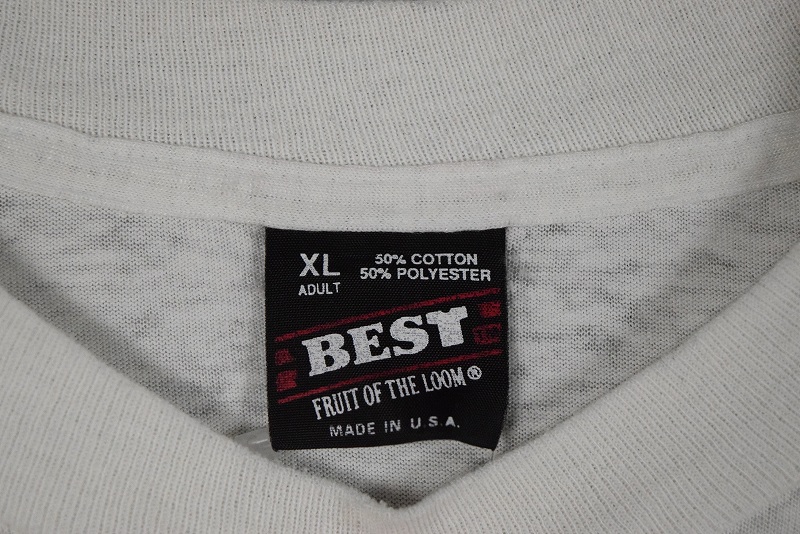 XL
ADULT
50% COTTON
50% POLYESTER
BEST
FRUIT OF THE LOOM®
MADE IN U.S.A.